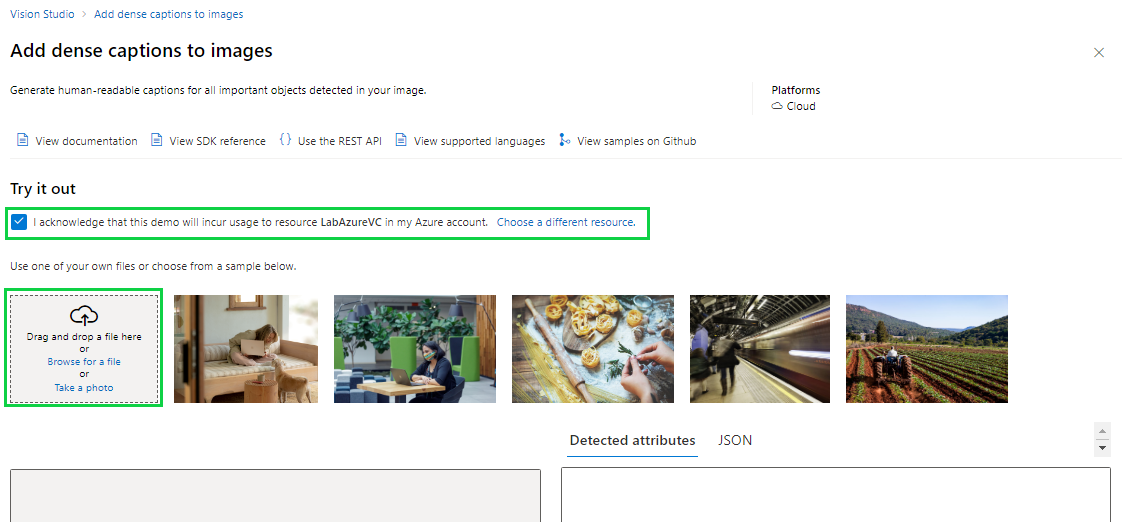 Vision Studio > Add dense captions to images
Add dense captions to images
Generate human-readable captions for all important objects detected in your image.
Platforms
Cloud
View documentation View SDK reference {} Use the REST API View supported languages View samples on Github
Try it out
I acknowledge that this demo will incur usage to resource LabAzureVC in my Azure account. Choose a different resource.
Use one of your own files or choose from a sample below.
Drag and drop a file here
or
Browse for a file
or
Take a photo
Detected attributes JSON